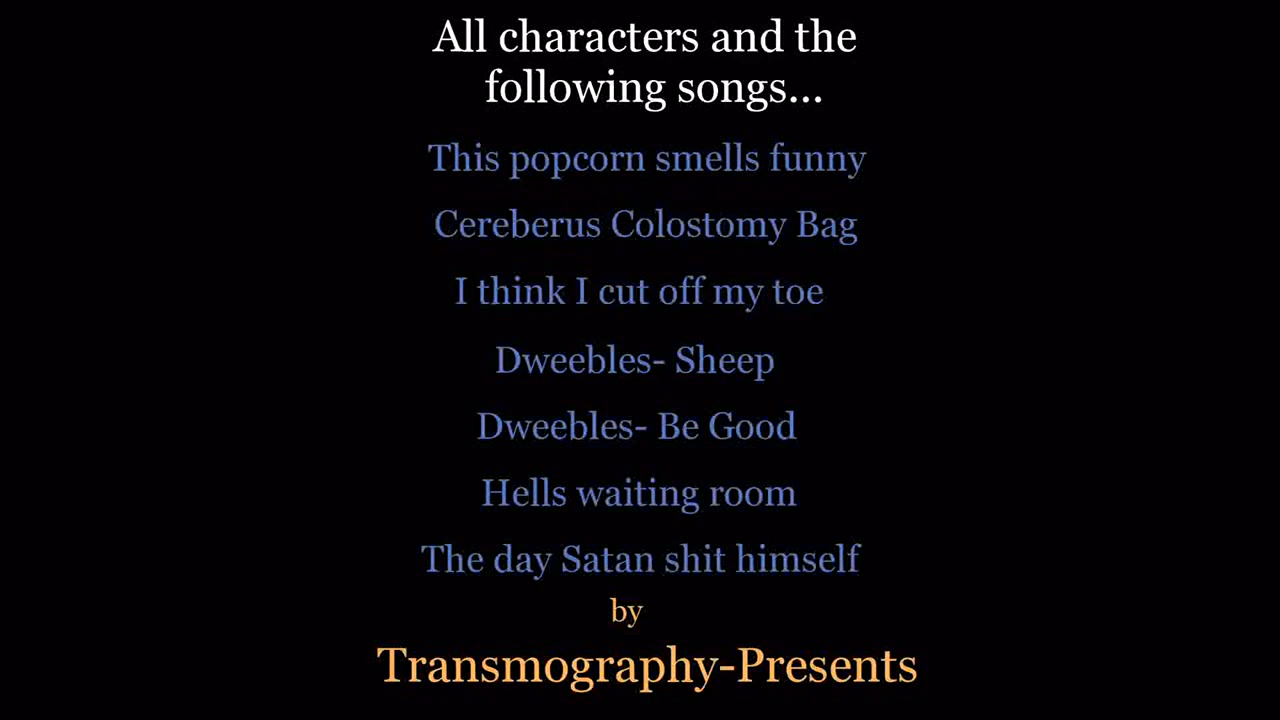 All characters and the
following songs...
This popcorn smells funny
Cereberus Colostomy Bag
I think I cut off my toe
Dweebles- Sheep
Dweebles- Be Good
Hells waiting room
The day Satan shit himself
by
Transmography-Presents